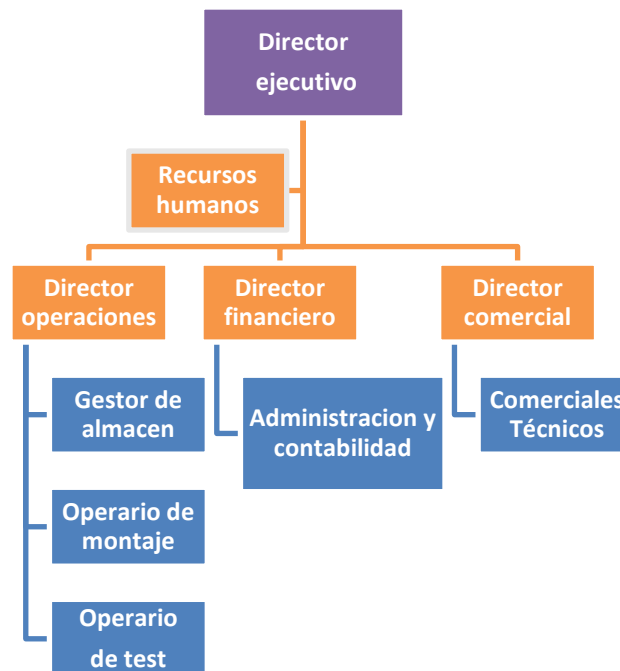 Director
ejecutivo
Recursos
humanos
Director
operaciones
Director
financiero
Director
comercial
Gestor de
almacen
Administracion y
contabilidad
Comerciales
Técnicos
Operario de
montaje
Operario
de test